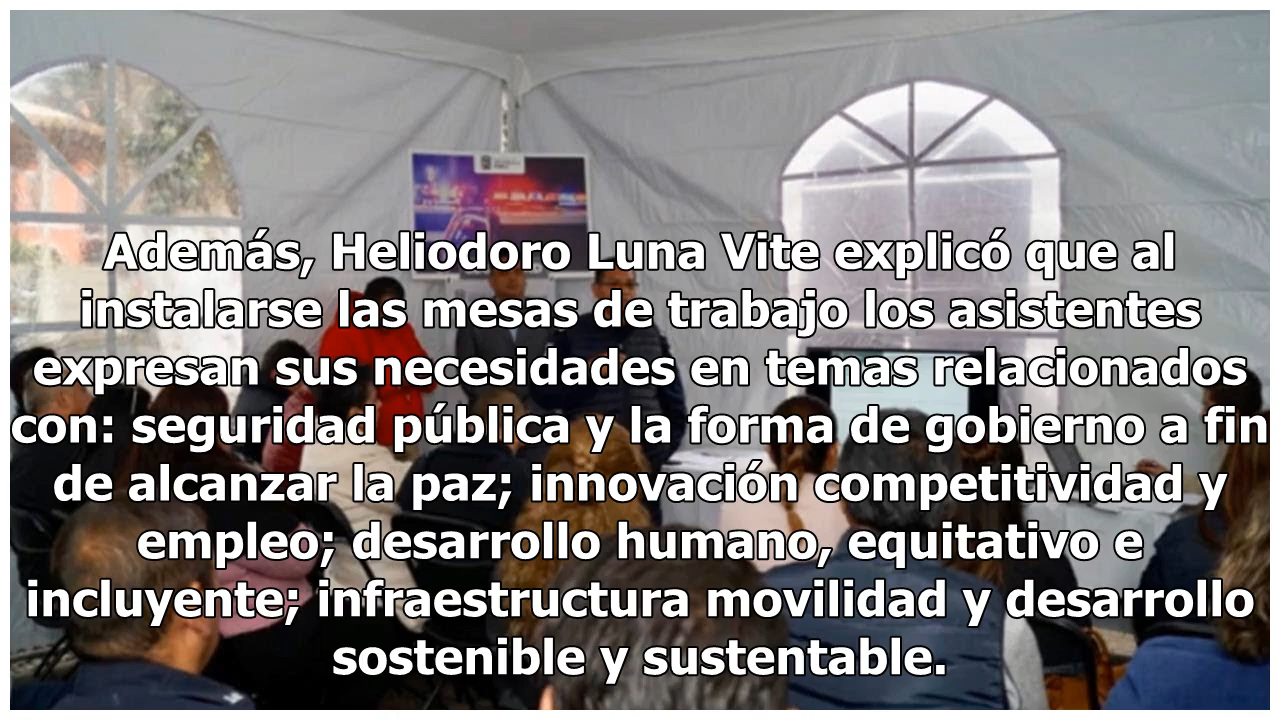 Además, Heliodoro Luna Vite explicó que al
instalarse las mesas de trabajo los asistentes
expresan sus necesidades en temas relacionados
con: seguridad pública y la forma de gobierno a fin
de alcanzar la paz; innovación competitividad y
empleo; desarrollo humano, equitativo e
incluyente; infraestructura movilidad y desarrollo
sostenible y sustentable.